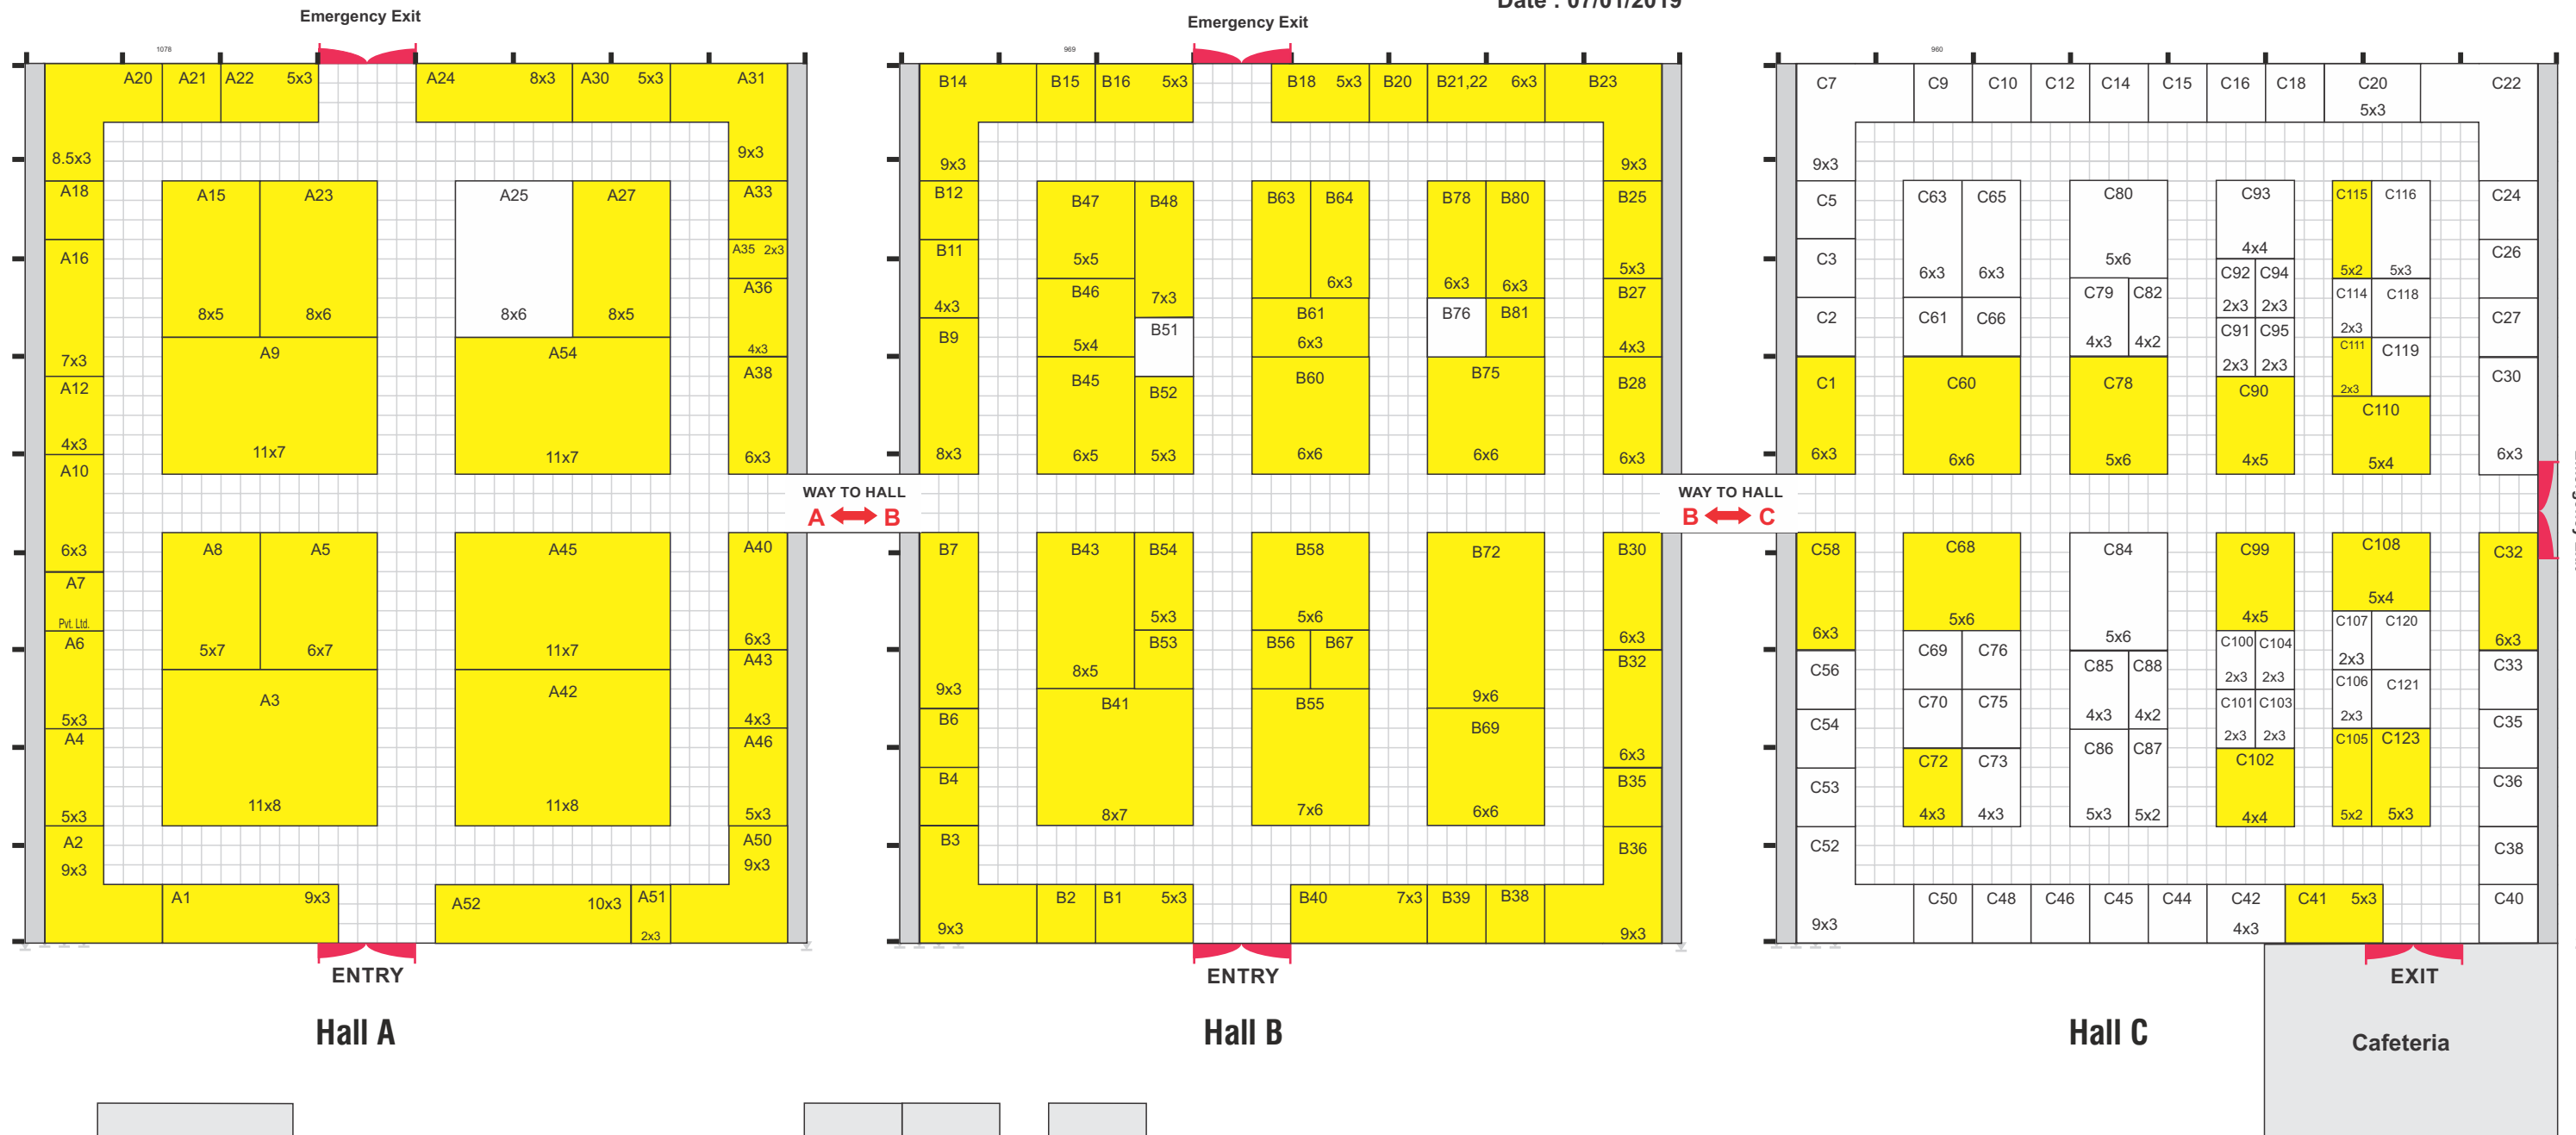 Date : 07/01/2019
Emergency Exit
Emergency Exit
1078
969
960
A20 A21 A22 5x3 A24 8x3 A30 5x3 A31
8.5x3 9x3
A18 A15 A23 A25 A27 A33
A35 2x3
A16 A36
8x5 8x6 8x6 8x5
7x3 A9 A54 4x3
A12 A38
4x3 11x7 11x7 6x3
A10
6x3 A8 A5 A45 A40
A7
Pvt. Ltd.
A6 5x7 6x7 11x7 6x3
A43
5x3 A3 A42 4x3
A4 A46
5x3 11x8 11x8 5x3
A2 A50
9x3 9x3
A1 9x3 A52 10x3 A51
2x3
ENTRY
Hall A
WAY TO HALL
A B
B14 B15 B16 5x3 B18 5x3 B20 B21,22 6x3 B23
9x3 9x3
B12 B47 B48 B63 B64 B78 B80 B25
B11 5x5 6x3 6x3 6x3 5x3
4x3 B46 7x3 B61 B76 B81 B27
B9 5x4 B51 6x3 4x3
B45 B52 B60 B75 B28
8x3 6x5 5x3 6x6 6x6 6x3
B7 B43 B54 B58 B72 B30
5x3 5x6 6x3
B53 B56 B67 B32
9x3 8x5 9x6
B6 B41 B55 B69 6x3
B4 B35
8x7 7x6 6x6
B3 B36
9x3 B2 B1 5x3 B40 7x3 B39 B38 9x3
ENTRY
Hall B
WAY TO HALL
B C
C7 C9 C10 C12 C14 C15 C16 C18 C20 C22
5x3
9x3
C5 C63 C65 C80 C93 C115 C116 C24
C3 6x3 6x3 5x6 4x4 5x2 5x3 C26
C92 C94
2x3 2x3
C2 C61 C66 C79 C82 C91 C95 C114 C118 C27
4x3 4x2 2x3 2x3 2x3
C111 C119
2x3
C1 C60 C78 C90 C110 C30
6x3 6x6 5x6 4x5 5x4 6x3
C58 C68 C84 C99 C108 C32
6x3 5x6 5x6 4x5 5x4 6x3
C56 C69 C76 C85 C88 C100 C104 C107 C120 C33
4x3 4x2 2x3 2x3 2x3
C54 C70 C75 C101 C103 C106 C121 C35
2x3 2x3 2x3
C53 C72 C73 C86 C87 C102 C105 C123 C36
4x3 4x3 5x3 5x2 4x4 5x2 5x3
C52 C38
9x3 C50 C48 C46 C45 C44 C42 C41 5x3 C40
4x3
EXIT
Hall C
Cafeteria